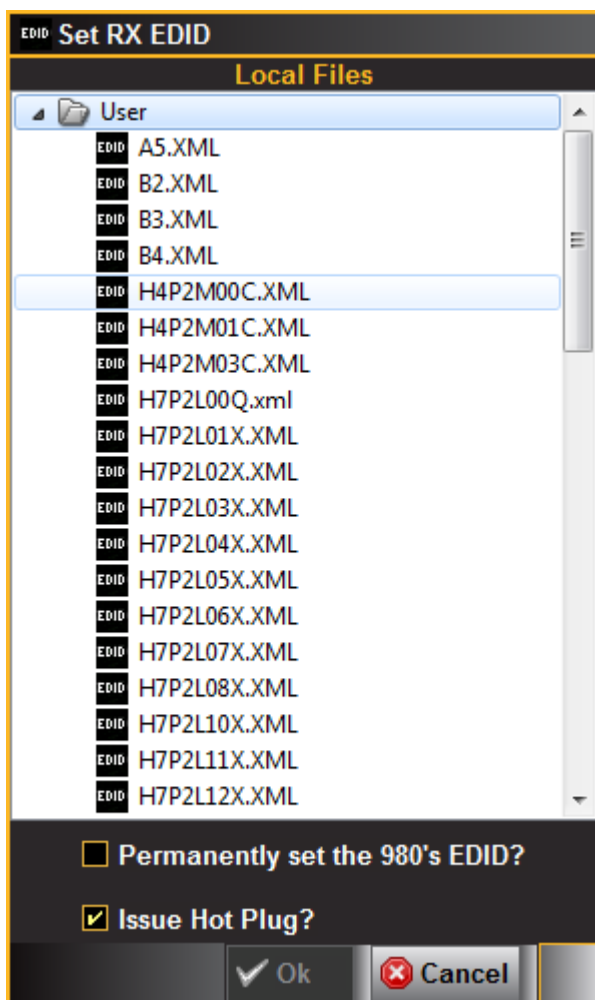 EDID Set RX EDID
Local Files
User
EDID A5.XML
EDID B2.XML
EDID B3.XML
EDID B4.XML
EDID H4P2M00C.XML
EDID H4P2M01C.XML
EDID H4P2M03C.XML
EDID H7P2L00Q.xml
EDID H7P2L01X.XML
EDID H7P2L02X.XML
EDID H7P2L03X.XML
EDID H7P2L04X.XML
EDID H7P2L05X.XML
EDID H7P2L06X.XML
EDID H7P2L07X.XML
EDID H7P2L08X.XML
EDID H7P2L10X.XML
EDID H7P2L11X.XML
EDID H7P2L12X.XML
Permanently set the 980's EDID?
Issue Hot Plug?
Ok Cancel